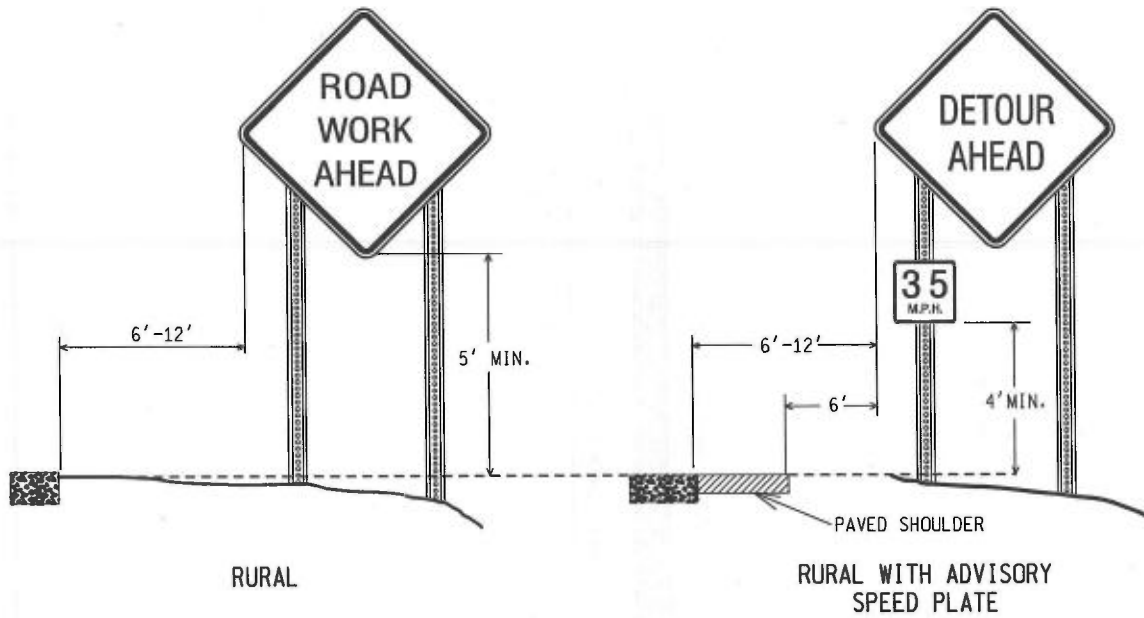 ROAD
WORK
AHEAD
6'-12'
5' MIN.
RURAL
DETOUR
AHEAD
35
M.P.H.
6'-12'
6'
4' MIN.
PAVED SHOULDER
RURAL WITH ADVISORY
SPEED PLATE